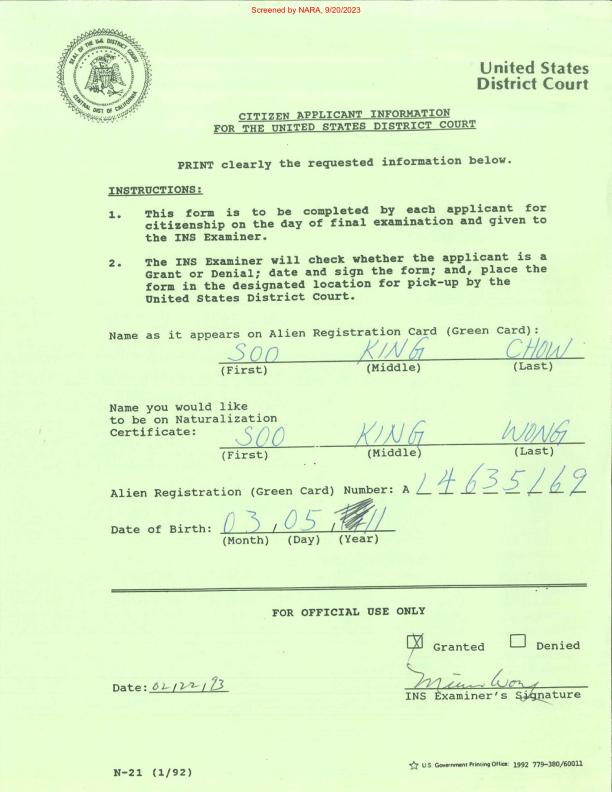 Screened by NARA, 9/20/2023
SEAL OF THE U.S. DISTRICT COURT
CENTRAL DIST OF CALIFORNIA
United States
District Court
CITIZEN APPLICANT INFORMATION
FOR THE UNITED STATES DISTRICT COURT
PRINT clearly the requested information below.
INSTRUCTIONS:
1. This form is to be completed by each applicant for
citizenship on the day of final examination and given to
the INS Examiner.
2. The INS Examiner will check whether the applicant is a
Grant or Denial; date and sign the form; and, place the
form in the designated location for pick-up by the
United States District Court.
Name as it appears on Alien Registration Card (Green Card):
SOO KING CHOW
(First) (Middle) (Last)
Name you would like
to be on Naturalization
Certificate: SOO KING WONG
(First) (Middle) (Last)
Alien Registration (Green Card) Number: A 14635169
Date of Birth: 03, 05, 11
(Month) (Day) (Year)
FOR OFFICIAL USE ONLY
Granted Denied
Date: 02/22/93
INS Examiner's Signature
N-21 (1/92)
U.S. Government Printing Office: 1992 779-380/60011